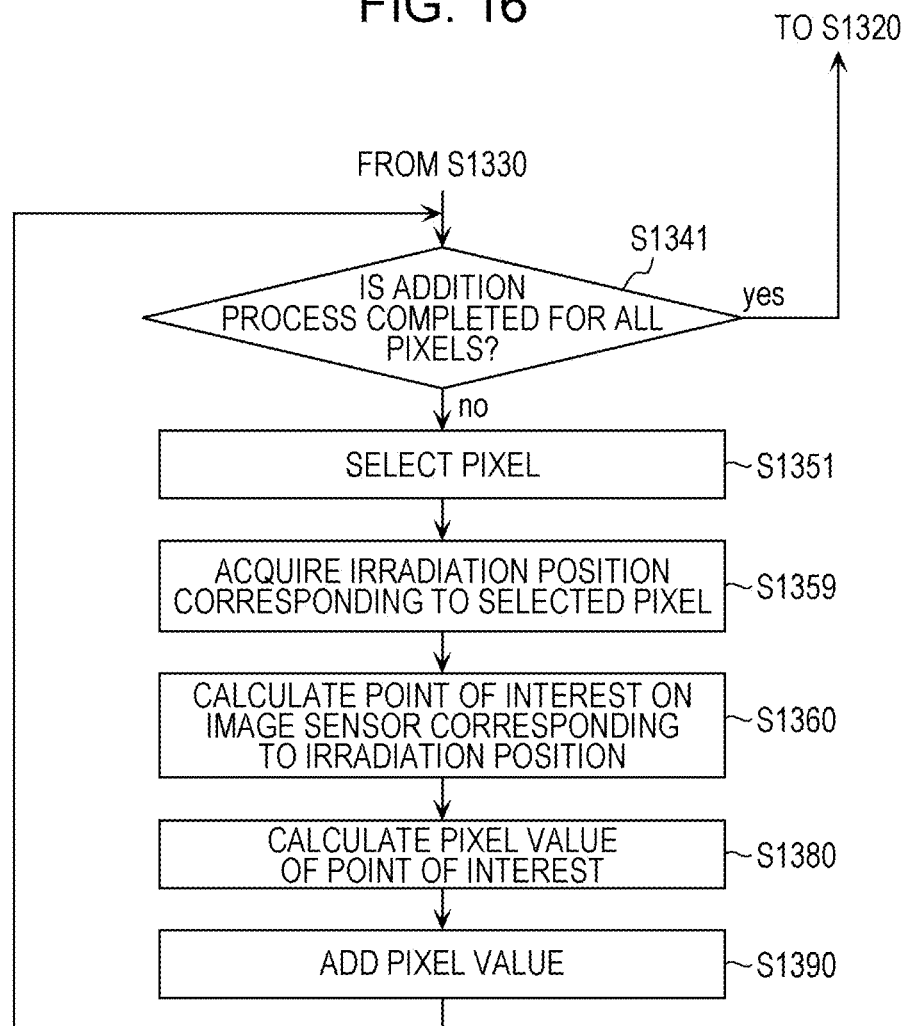 FIG. 16
TO S1320
FROM S1330
S1341
IS ADDITION
PROCESS COMPLETED FOR ALL
PIXELS?
yes
no
SELECT PIXEL
S1351
ACQUIRE IRRADIATION POSITION
CORRESPONDING TO SELECTED PIXEL
S1359
CALCULATE POINT OF INTEREST ON
IMAGE SENSOR CORRESPONDING
TO IRRADIATION POSITION
S1360
CALCULATE PIXEL VALUE
OF POINT OF INTEREST
S1380
ADD PIXEL VALUE
S1390